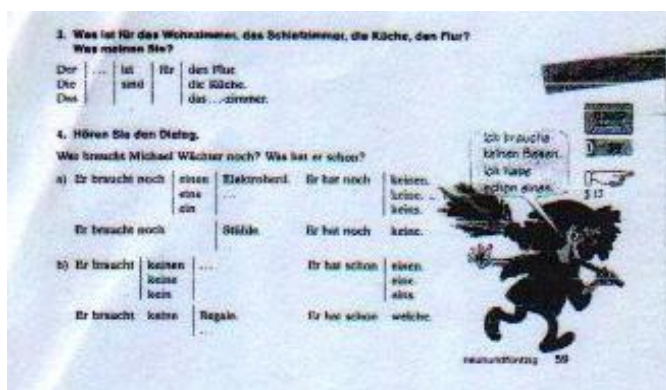 3. Was ist für das Wohnzimmer, das Schlafzimmer, die Küche, den Flur?
Was meinen Sie?
Der ... ist für den Flur.
Die sind die Küche.
Das das ...-zimmer.
4. Hören Sie den Dialog.
Was braucht Michael Wächter noch? Was hat er schon?
a) Er braucht noch einen Elektroherd. Er hat noch keinen.
eine ... keine.
ein keins.
Er braucht noch Stühle. Er hat noch keine.
...
b) Er braucht keinen ... Er hat schon einen.
keine eine.
kein eins.
Er braucht keine Regale. Er hat schon welche.
...
Ich brauche
keinen Besen.
Ich habe
schon einen.
§ 13
neunundfünfzig 59